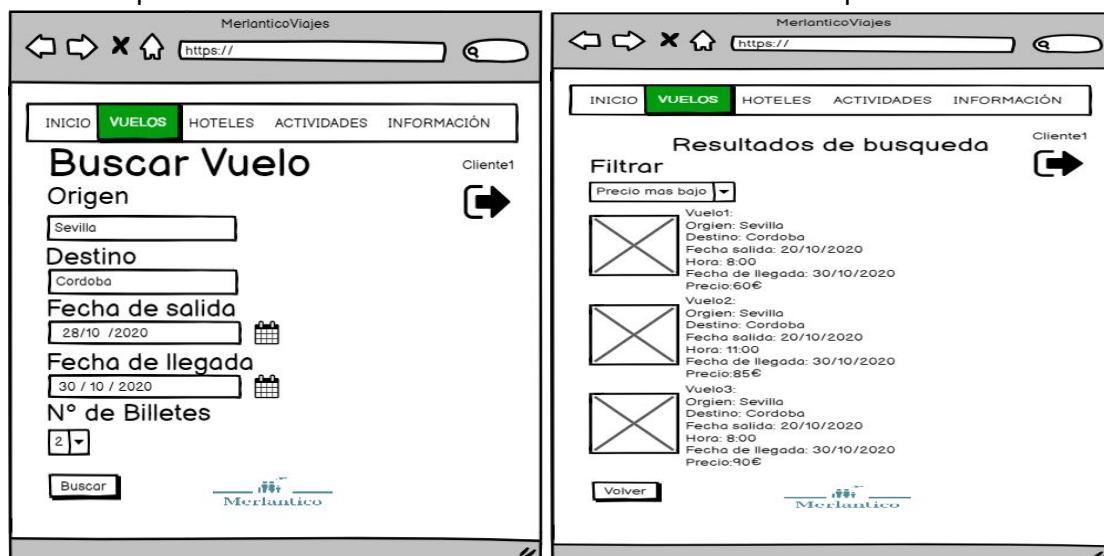 MerlanticoViajes
https://
INICIO VUELOS HOTELES ACTIVIDADES INFORMACIÓN
Buscar Vuelo
Cliente1
Origen
Sevilla
Destino
Cordoba
Fecha de salida
28/10 /2020
Fecha de llegada
30 / 10 / 2020
N° de Billetes
2
Buscar
Merlantico
MerlanticoViajes
https://
INICIO VUELOS HOTELES ACTIVIDADES INFORMACIÓN
Resultados de busqueda
Cliente1
Filtrar
Precio mas bajo
Vuelo1:
Orgien: Sevilla
Destino: Cordoba
Fecha salida: 20/10/2020
Hora: 8:00
Fecha de llegada: 30/10/2020
Precio:60€
Vuelo2:
Orgien: Sevilla
Destino: Cordoba
Fecha salida: 20/10/2020
Hora: 11:00
Fecha de llegada: 30/10/2020
Precio:85€
Vuelo3:
Orgien: Sevilla
Destino: Cordoba
Fecha salida: 20/10/2020
Hora: 8:00
Fecha de llegada: 30/10/2020
Precio:90€
Volver
Merlantico